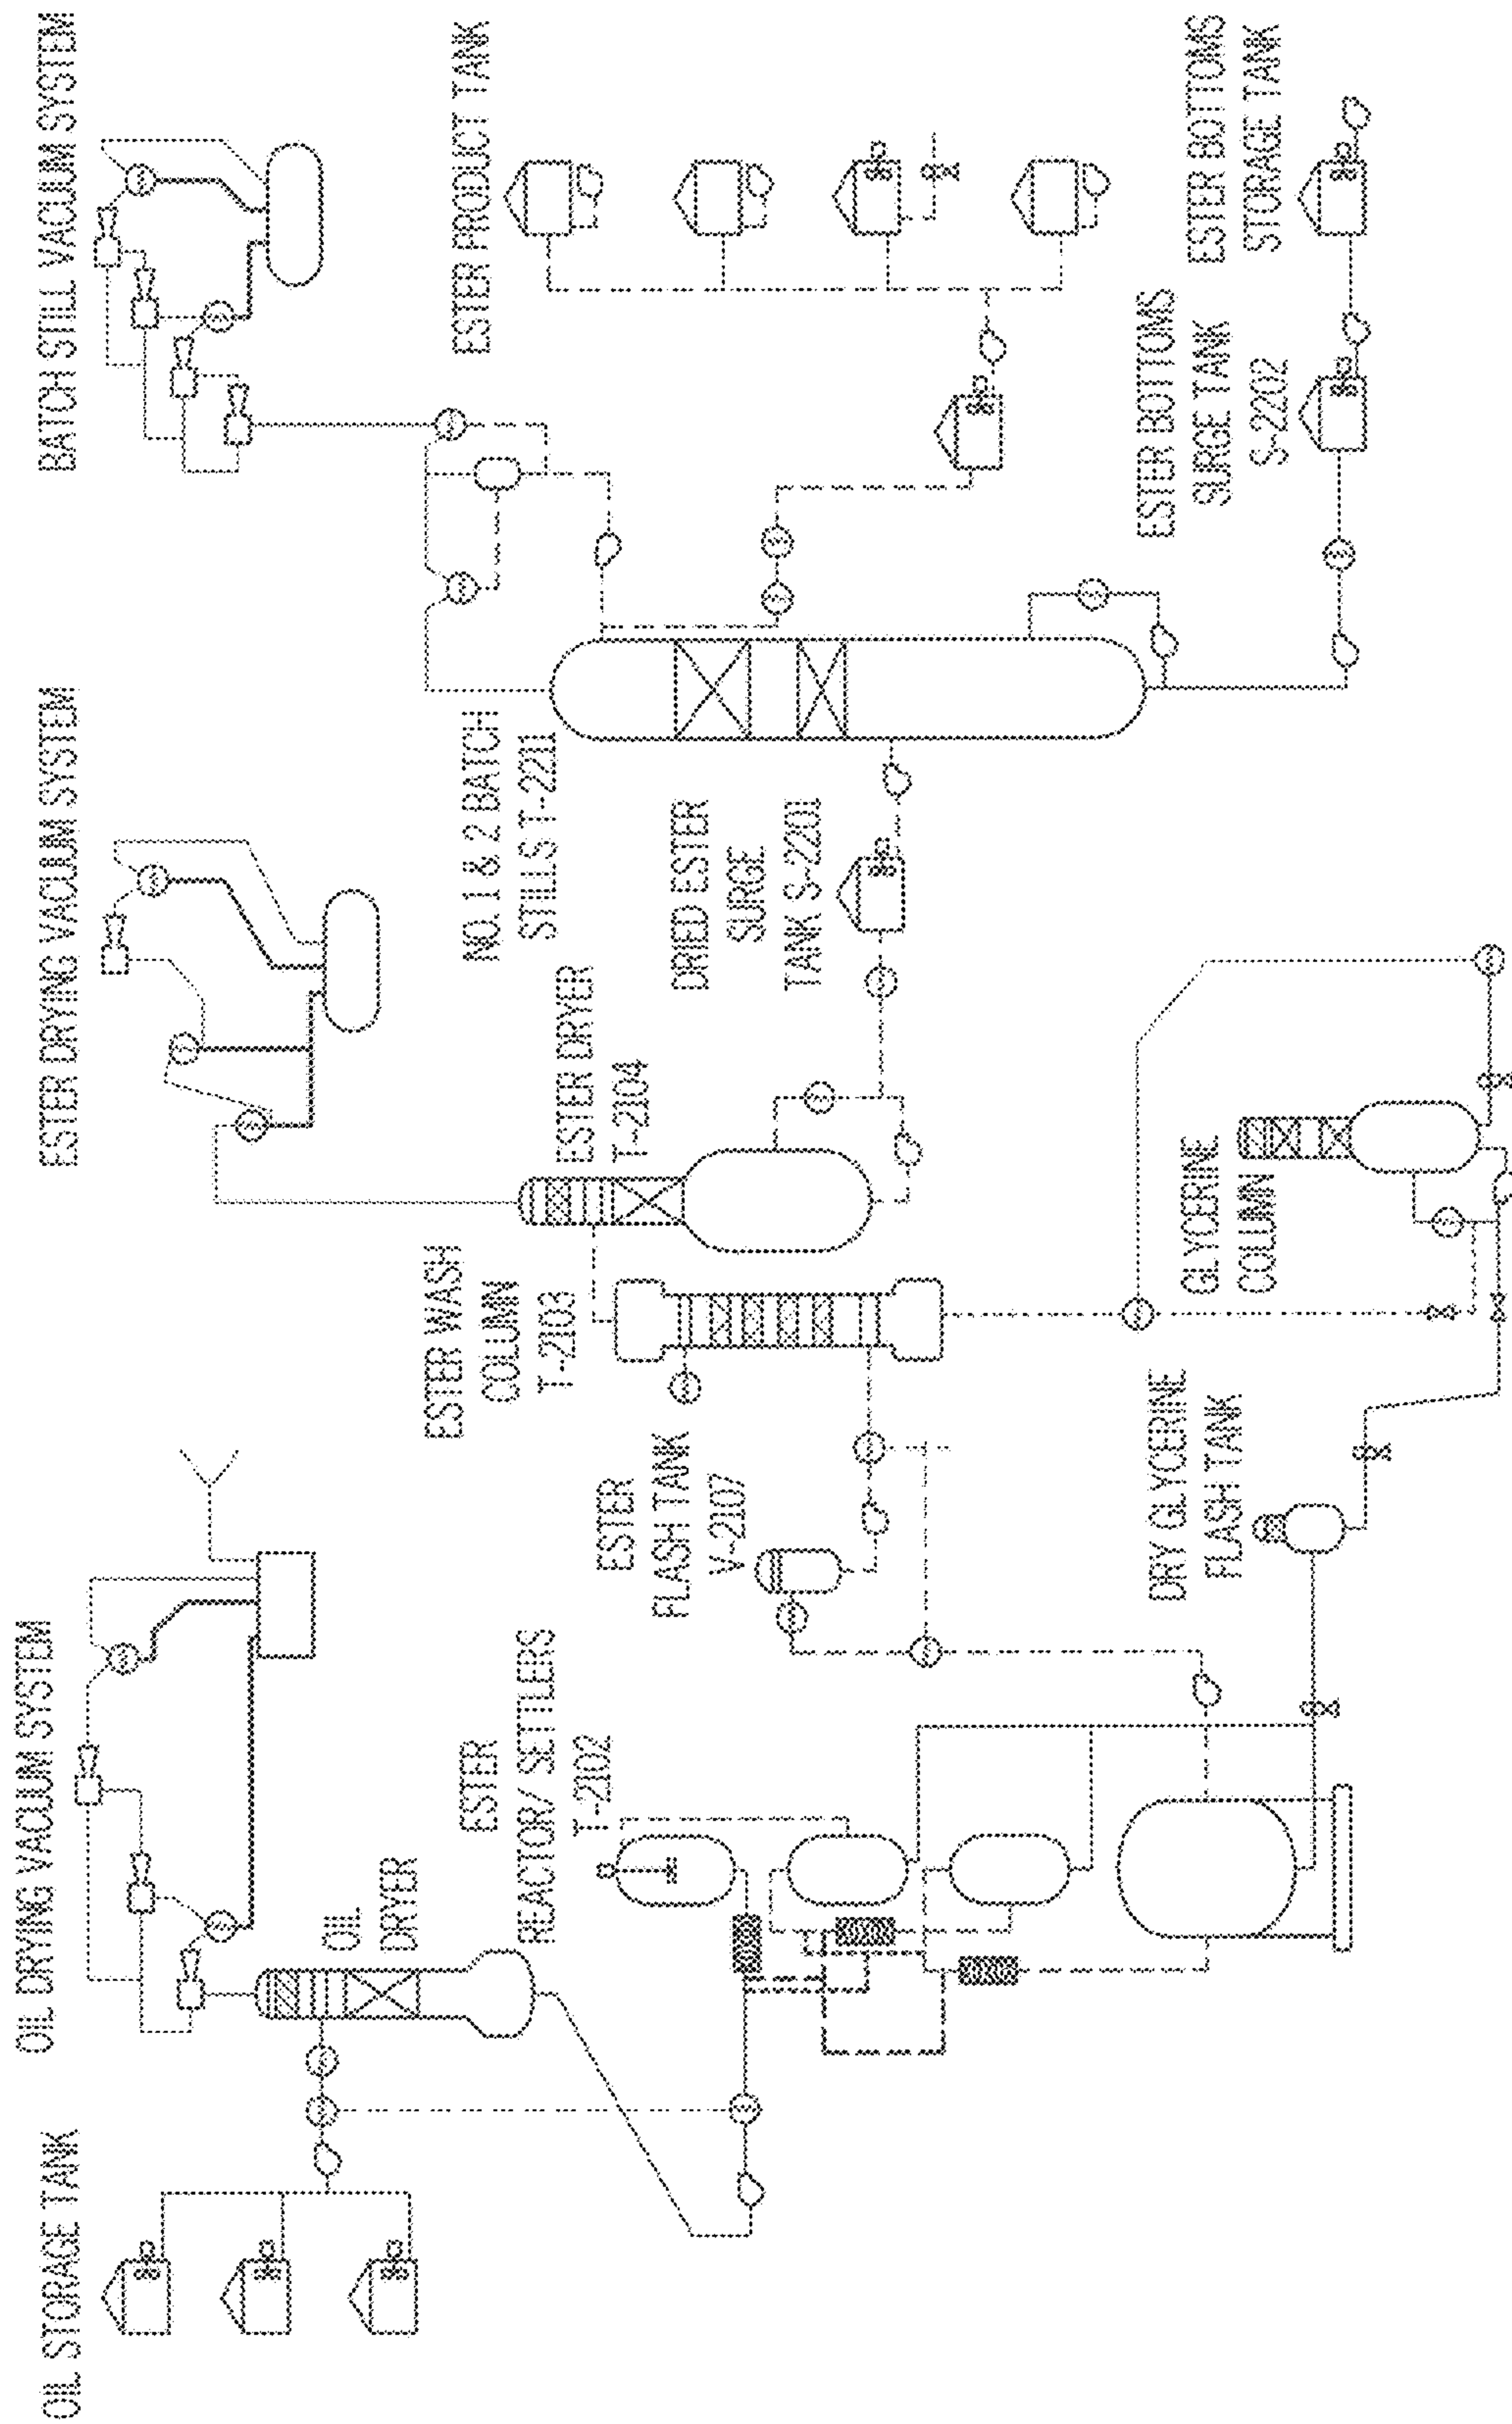 OIL STORAGE TANK
OIL DRYING VACUUM SYSTEM
ESTER DRYING VACUUM SYSTEM
BATCH STILL VACUUM SYSTEM
OIL
DRYER
ESTER
REACTOR/ SETTLERS
T-2102
ESTER
FLASH TANK
V-2107
ESTER WASH
COLUMN
T-2103
ESTER DRYER
T-2104
NO. 1 & 2 BATCH
STILLS T-2211
ESTER PRODUCT TANK
DRIED ESTER
SURGE
TANK S-2201
DRY GLYCERINE
FLASH TANK
GLYCERINE
COLUMN
ESTER BOTTOMS
SURGE TANK
S-2202
ESTER BOTTOMS
STORAGE TANK